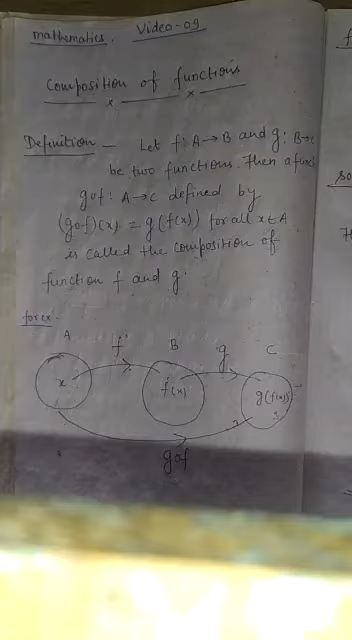 mathematics. Video-09
Composition of functions
Definition - Let f: A→B and g: B→C
be two functions. Then a func
gof: A→C defined by
(gof)(x) = g(f(x)) for all x∈A
is called the composition of
function f and g.
for ex.
A f B g C
x f(x) g(f(x))
gof